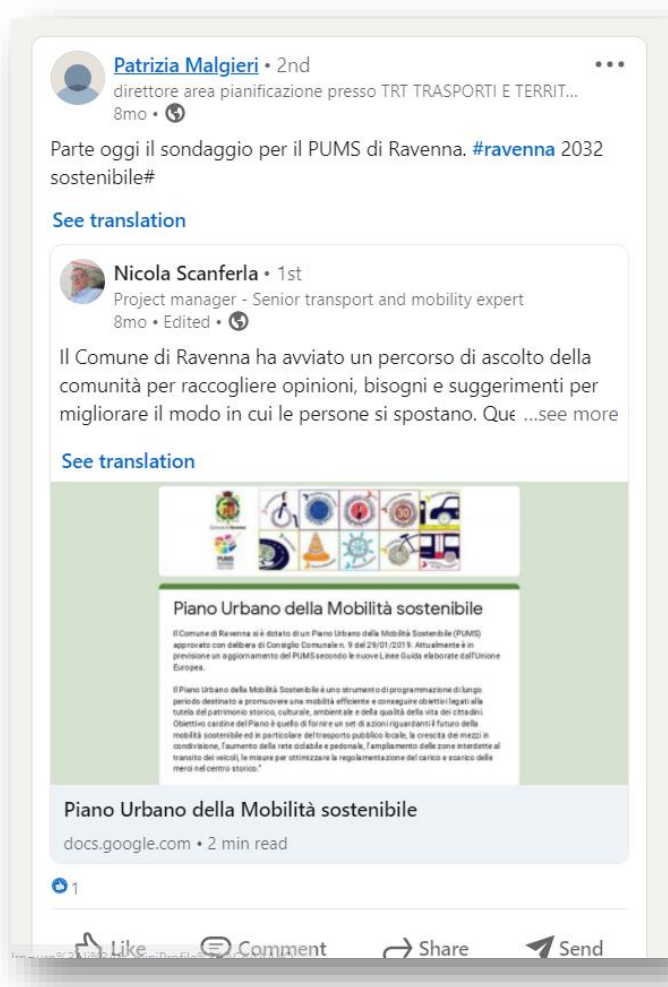 Patrizia Malgieri • 2nd
direttore area pianificazione presso TRT TRASPORTI E TERRIT...
8mo •
Parte oggi il sondaggio per il PUMS di Ravenna. #ravenna 2032
sostenibile#
See translation
Nicola Scanferla • 1st
Project manager - Senior transport and mobility expert
8mo • Edited •
Il Comune di Ravenna ha avviato un percorso di ascolto della
comunità per raccogliere opinioni, bisogni e suggerimenti per
migliorare il modo in cui le persone si spostano. Que ...see more
See translation
30
PUMS
Piano Urbano della Mobilità sostenibile
Il Comune di Ravenna si è dotato di un Piano Urbano della Mobilità Sostenibile (PUMS)
approvato con delibera di Consiglio Comunale n. 9 del 29/01/2019. Attualmente è in
previsione un aggiornamento del PUMS secondo le nuove Linee Guida elaborate dall'Unione
Europea.
Il Piano Urbano della Mobilità Sostenibile è uno strumento di programmazione di lungo
periodo destinato a promuovere una mobilità efficiente e conseguire obiettivi legati alla
tutela del patrimonio storico, culturale, ambientale e della qualità della vita dei cittadini.
Obiettivo cardine del Piano è quello di fornire un set di azioni riguardanti il futuro della
mobilità sostenibile ed in particolare del trasporto pubblico locale, la crescita dei mezzi in
condivisione, l'aumento della rete ciclabile e pedonale, l'ampliamento delle zone interdette al
transito dei veicoli, le misure per ottimizzare la regolamentazione del carico e scarico delle
merci nel centro storico."
Piano Urbano della Mobilità sostenibile
docs.google.com • 2 min read
1
Like Comment Share Send